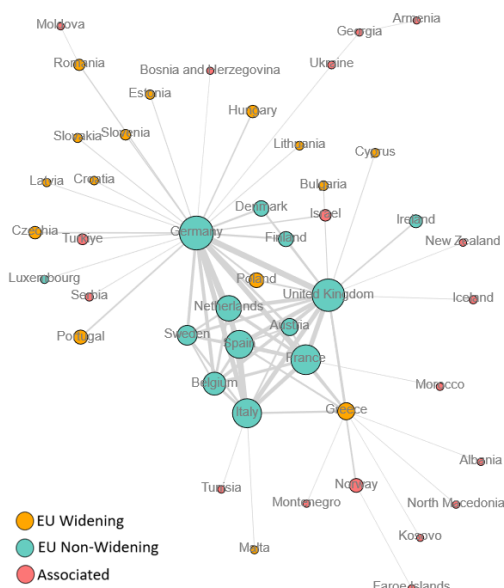 Moldova
Armenia
Georgia
Romania
Bosnia and Herzegovina
Ukraine
Estonia
Hungary
Slovakia
Slovenia
Lithuania
Cyprus
Latvia
Croatia
Bulgaria
Denmark
Israel
Ireland
Czechia
Turkiye
Germany
Finland
New Zealand
Luxembourg
Poland
United Kingdom
Serbia
Netherlands
Iceland
Portugal
Sweden
Austria
Spain
France
Belgium
Morocco
Italy
Greece
Albania
Tunisia
Montenegro
Norway
North Macedonia
Kosovo
Malta
Faroe Islands
EU Widening
EU Non-Widening
Associated